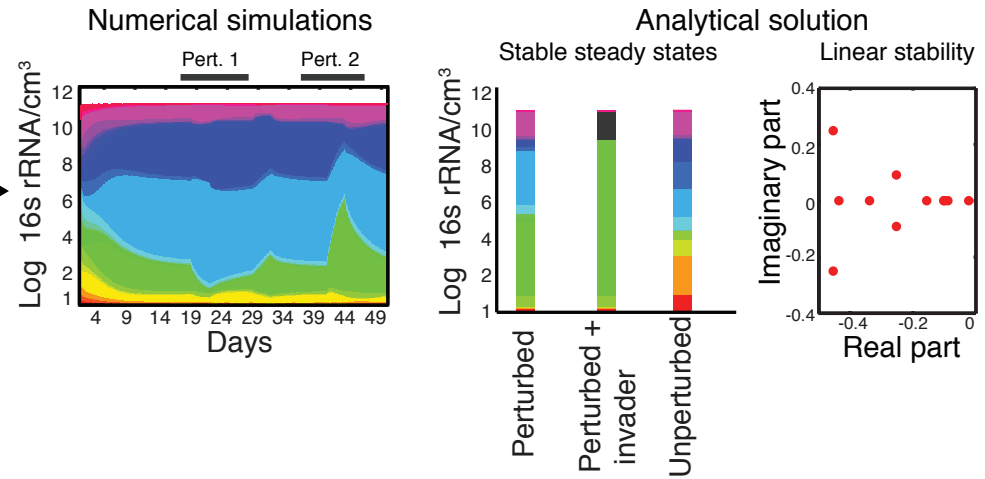 Numerical simulations
Pert. 1
Pert. 2
Log 16s rRNA/cm³
12
10
8
6
4
2
1
4 9 14 19 24 29 34 39 44 49
Days
Analytical solution
Stable steady states
Log 16s rRNA/cm³
12
10
8
6
4
2
1
Perturbed
Perturbed +
invader
Unperturbed
Linear stability
Imaginary part
0.4
0.2
0
-0.2
-0.4
-0.4 -0.2 0
Real part